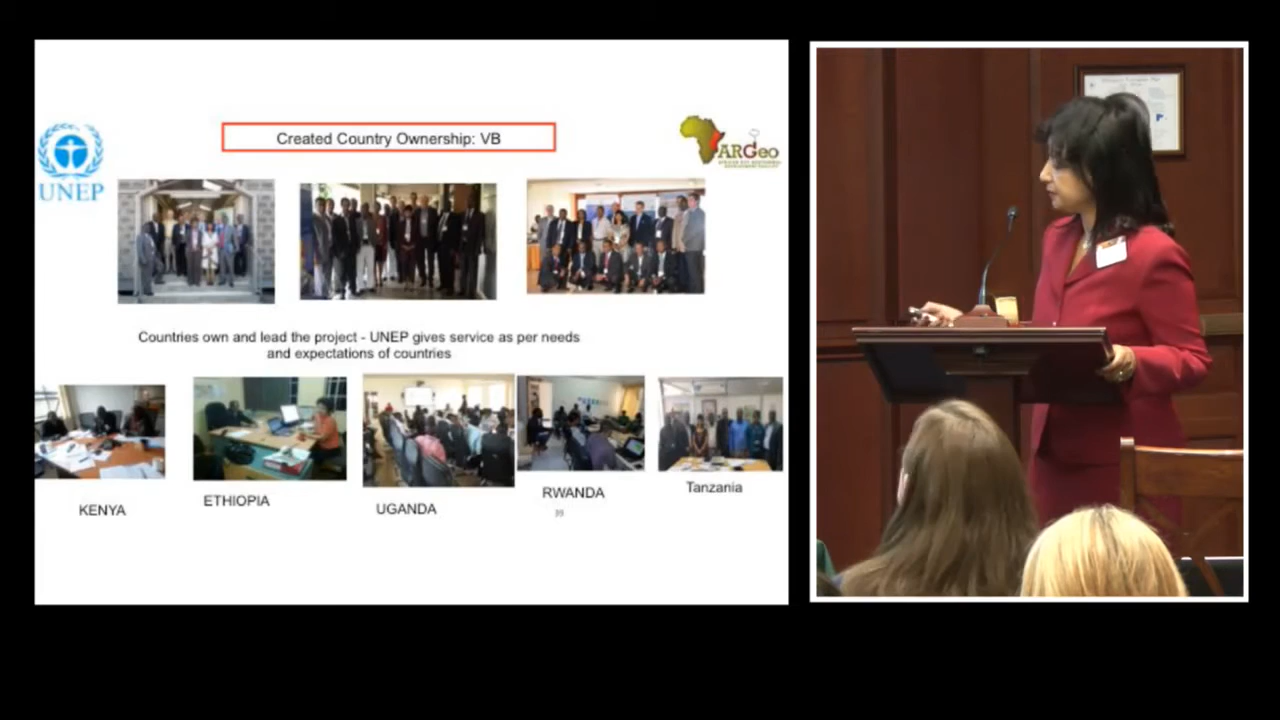 Created Country Ownership: VB
UNEP
ARGeo
Countries own and lead the project - UNEP gives service as per needs
and expectations of countries
KENYA
ETHIOPIA
UGANDA
RWANDA
Tanzania